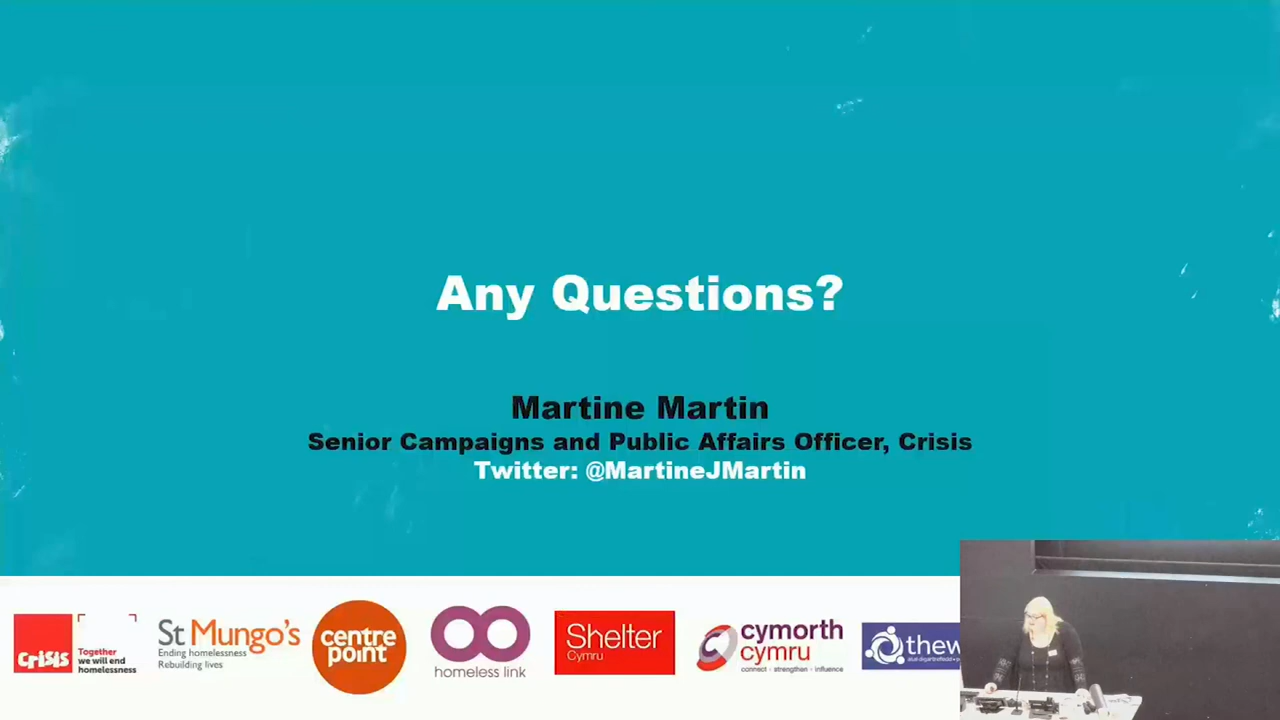 Any Questions?
Martine Martin
Senior Campaigns and Public Affairs Officer, Crisis
Twitter: @MartineJMartin
Crisis
Together
we will end
homelessness
St Mungo's
Ending homelessness
Rebuilding lives
centre
point
homeless link
Shelter
Cymru
cymorth
cymru
connect • strengthen • influence
thew